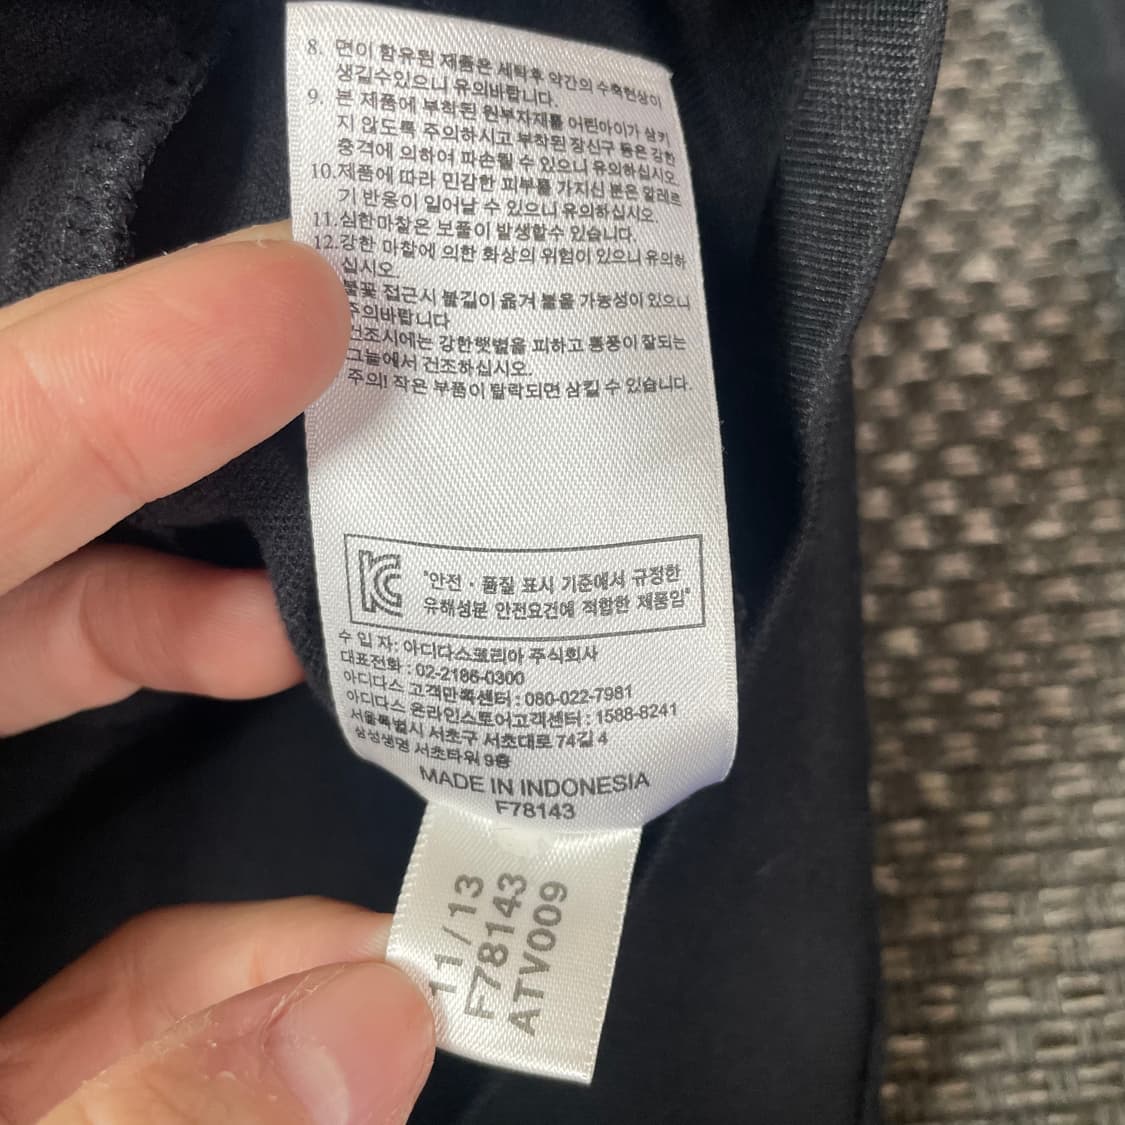 8. 면이 함유된 제품은 세탁후 약간의 수축현상이
생길수있으니 유의바랍니다.
9. 본 제품에 부착된 원부자재를 어린아이가 삼키
지 않도록 주의하시고 부착된 장신구 등은 강한
충격에 의하여 파손될 수 있으니 유의하십시오.
10.제품에 따라 민감한 피부를 가지신 분은 알레르
기 반응이 일어날 수 있으니 유의하십시오
11.심한마찰은 보풀이 발생할수 있습니다.
12.강한 마찰에 의한 화상의 위험이 있으니 유의하
십시오.
불꽃 접근시 불길이 옮겨 붙을 가능성이 있으니
주의바랍니다
건조시에는 강한햇볕을 피하고 통풍이 잘되는
그늘에서 건조하십시오.
주의! 작은 부품이 탈락되면 삼킬 수 있습니다.
"안전·품질 표시 기준에서 규정한
유해성분 안전요건에 적합한 제품임"
수 입 자: 아디다스코리아 주식회사
대표전화 : 02-2186-0300
아디다스 고객만족센터 : 080-022-7981
아디다스 온라인스토어고객센터 : 1588-8241
서울특별시 서초구 서초대로 74길 4
삼성생명 서초타워 9층
MADE IN INDONESIA
F78143
11/13
F78143
ATV009